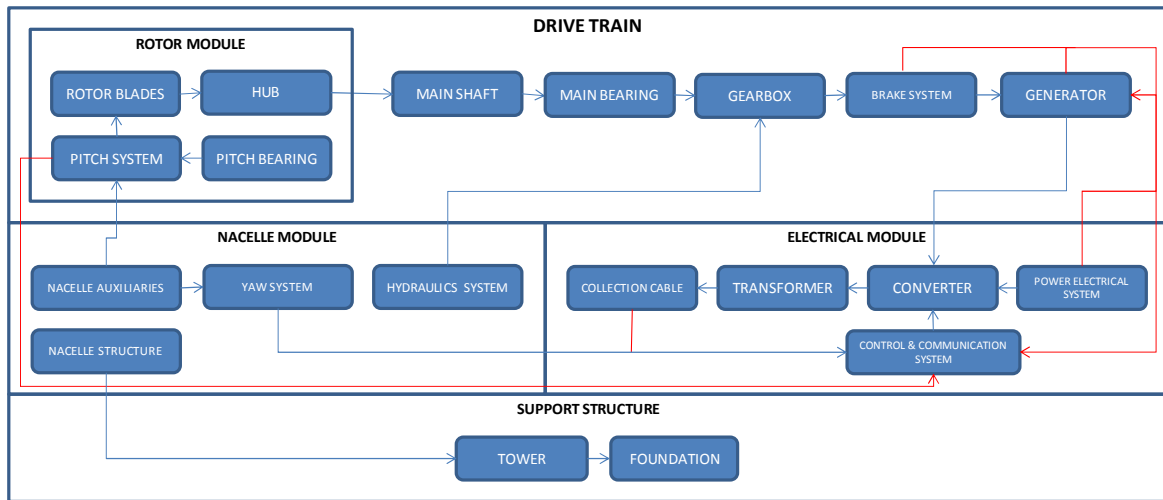 DRIVE TRAIN
ROTOR MODULE
ROTOR BLADES
HUB
MAIN SHAFT
MAIN BEARING
GEARBOX
BRAKE SYSTEM
GENERATOR
PITCH SYSTEM
PITCH BEARING
NACELLE MODULE
NACELLE AUXILIARIES
YAW SYSTEM
HYDRAULICS SYSTEM
NACELLE STRUCTURE
ELECTRICAL MODULE
COLLECTION CABLE
TRANSFORMER
CONVERTER
POWER ELECTRICAL
SYSTEM
CONTROL & COMMUNICATION
SYSTEM
SUPPORT STRUCTURE
TOWER
FOUNDATION